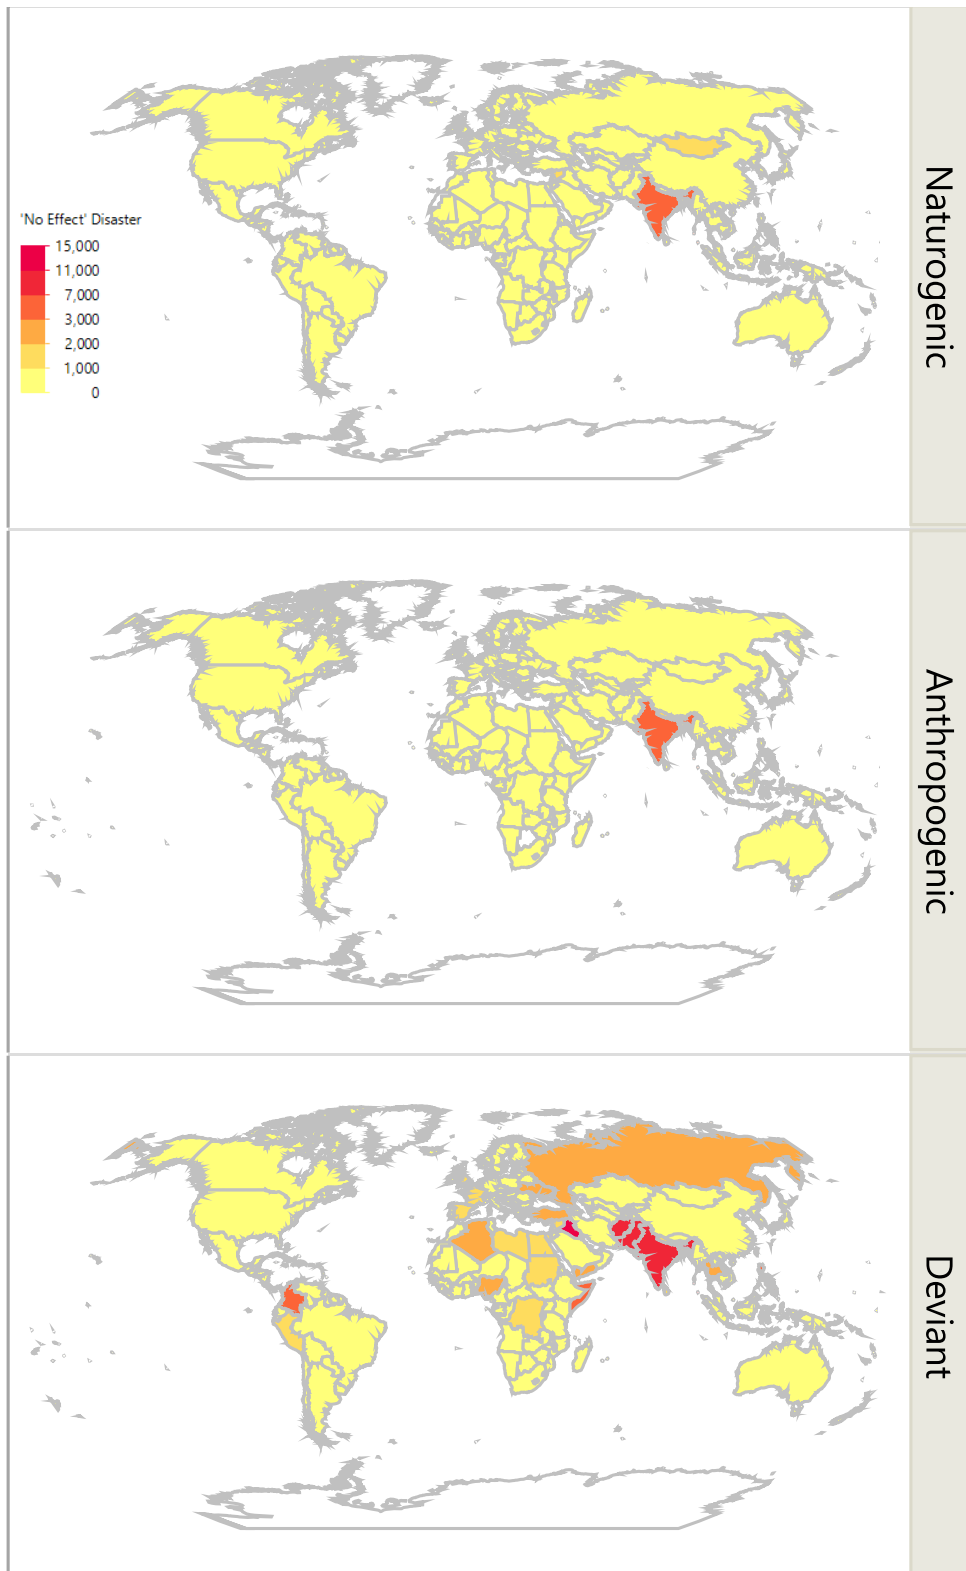 Naturogenic
'No Effect' Disaster
15,000
11,000
7,000
3,000
2,000
1,000
0
Anthropogenic
Deviant